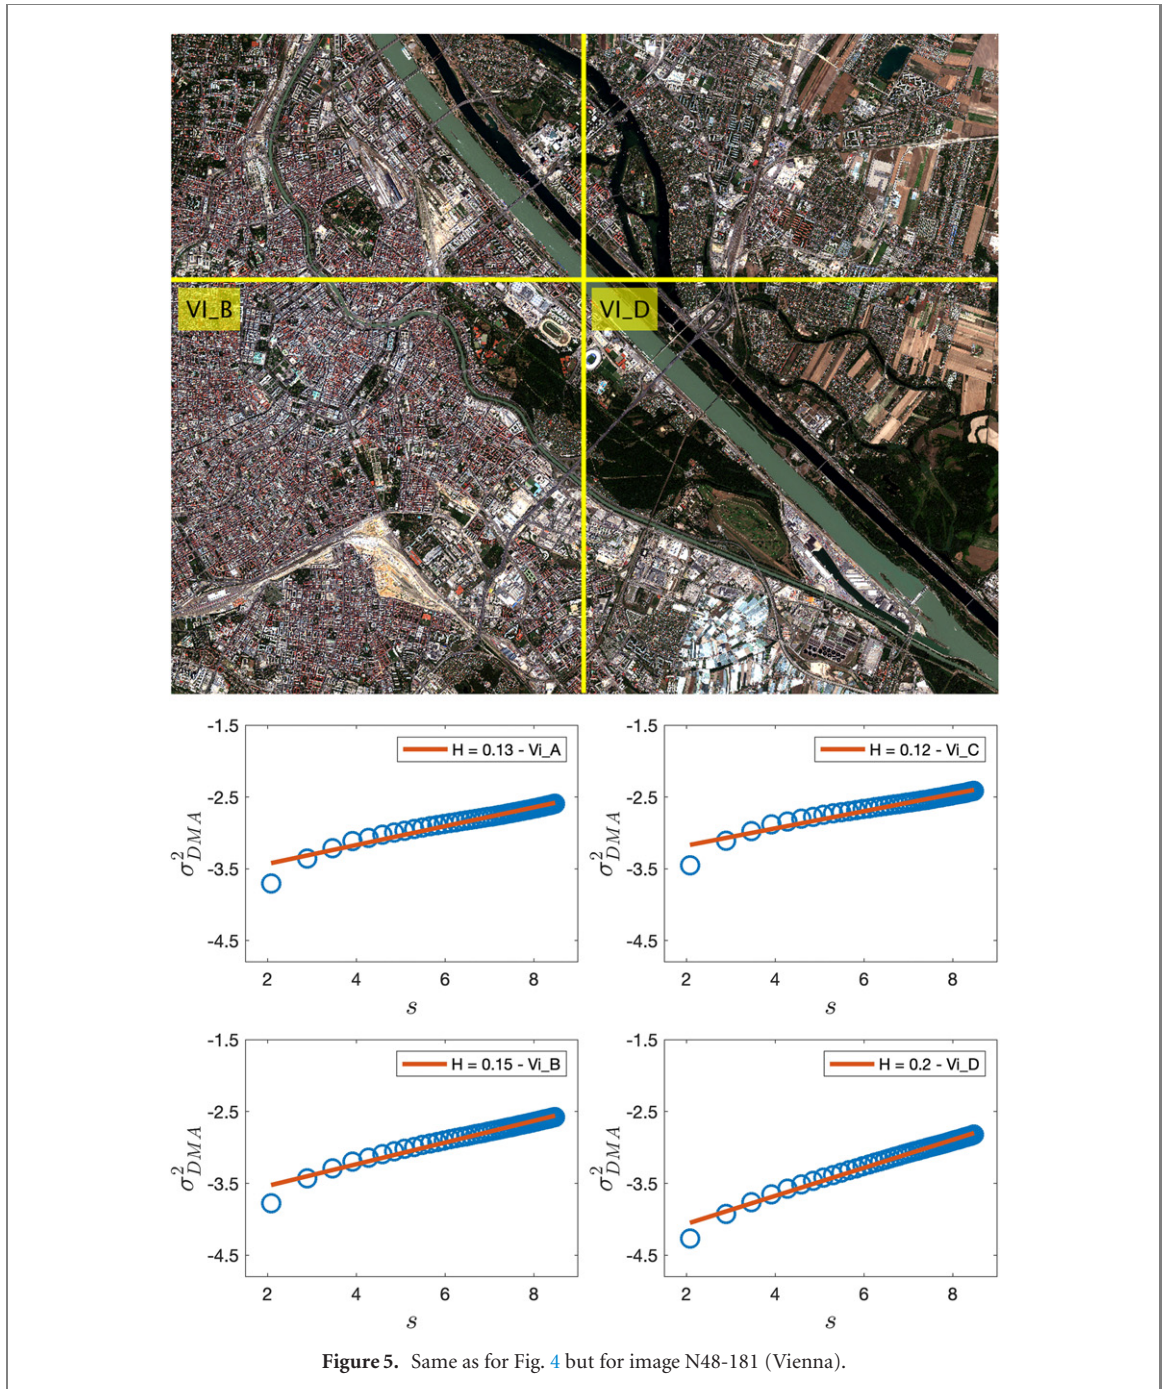 VI_B
VI_D
-1.5
-2.5
-3.5
-4.5
σ²DMA
H = 0.13 - Vi_A
2 4 6 8
s
-1.5
-2.5
-3.5
-4.5
σ²DMA
H = 0.12 - Vi_C
2 4 6 8
s
-1.5
-2.5
-3.5
-4.5
σ²DMA
H = 0.15 - Vi_B
2 4 6 8
s
-1.5
-2.5
-3.5
-4.5
σ²DMA
H = 0.2 - Vi_D
2 4 6 8
s
Figure 5. Same as for Fig. 4 but for image N48-181 (Vienna).